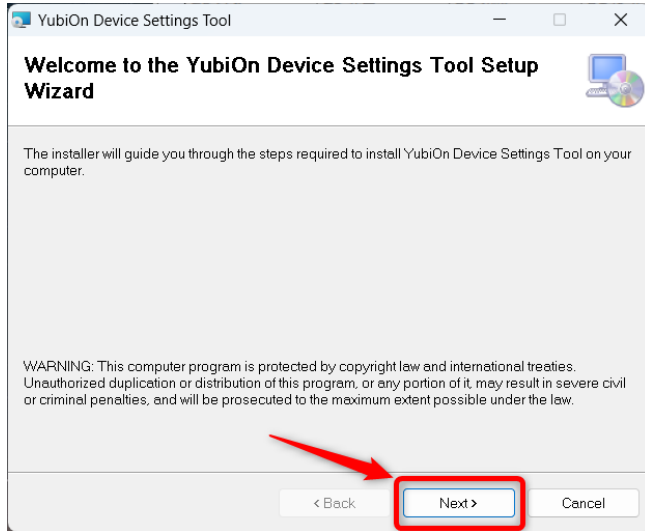 YubiOn Device Settings Tool
Welcome to the YubiOn Device Settings Tool Setup
Wizard
The installer will guide you through the steps required to install YubiOn Device Settings Tool on your
computer.
WARNING: This computer program is protected by copyright law and international treaties.
Unauthorized duplication or distribution of this program, or any portion of it, may result in severe civil
or criminal penalties, and will be prosecuted to the maximum extent possible under the law.
< Back
Next >
Cancel